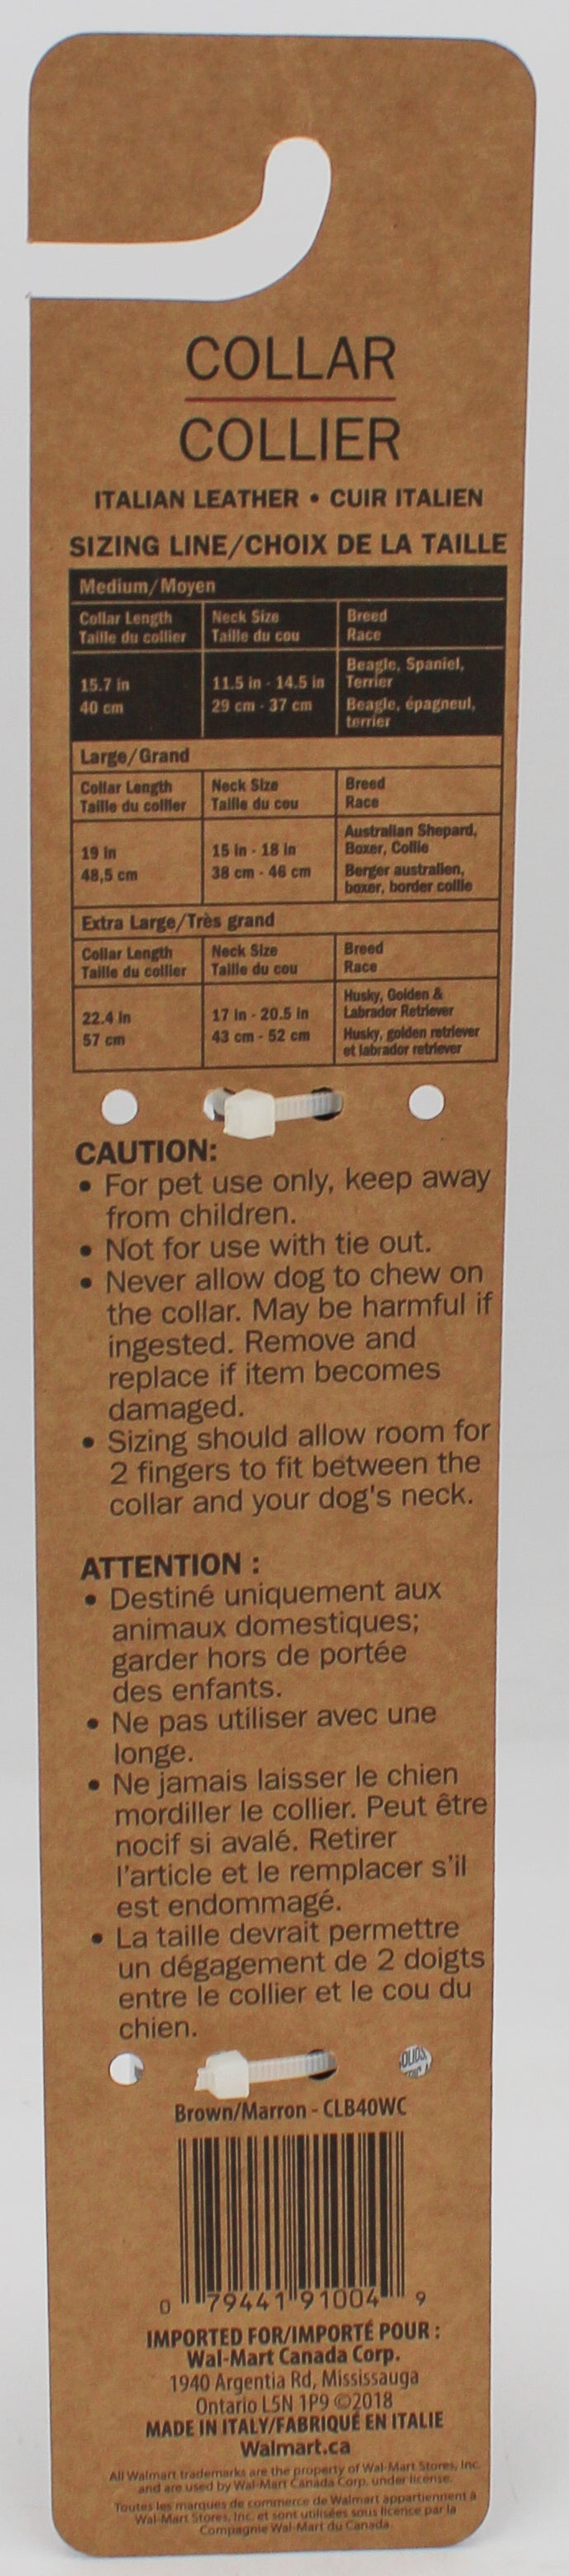 COLLAR
COLLIER
ITALIAN LEATHER • CUIR ITALIEN
SIZING LINE/CHOIX DE LA TAILLE
Medium/Moyen
Collar Length Neck Size Breed
Taille du collier Taille du cou Race
Beagle, Spaniel,
15.7 in 11.5 in - 14.5 in Terrier
40 cm 29 cm - 37 cm Beagle, épagneul,
terrier
Large/Grand
Collar Length Neck Size Breed
Taille du collier Taille du cou Race
Australian Shepard,
19 in 15 in - 18 in Boxer, Collie
48,5 cm 38 cm - 46 cm Berger australien,
boxer, border collie
Extra Large/Très grand
Collar Length Neck Size Breed
Taille du collier Taille du cou Race
Husky, Golden &
22.4 in 17 in - 20.5 in Labrador Retriever
57 cm 43 cm - 52 cm Husky, golden retriever
et labrador retriever
CAUTION:
• For pet use only, keep away
from children.
• Not for use with tie out.
• Never allow dog to chew on
the collar. May be harmful if
ingested. Remove and
replace if item becomes
damaged.
• Sizing should allow room for
2 fingers to fit between the
collar and your dog's neck.
ATTENTION :
• Destiné uniquement aux
animaux domestiques;
garder hors de portée
des enfants.
• Ne pas utiliser avec une
longe.
• Ne jamais laisser le chien
mordiller le collier. Peut être
nocif si avalé. Retirer
l'article et le remplacer s'il
est endommagé.
• La taille devrait permettre
un dégagement de 2 doigts
entre le collier et le cou du
chien.
Brown/Marron - CLB40WC
0 79441 91004 9
IMPORTED FOR/IMPORTÉ POUR :
Wal-Mart Canada Corp.
1940 Argentia Rd, Mississauga
Ontario L5N 1P9 ©2018
MADE IN ITALY/FABRIQUÉ EN ITALIE
Walmart.ca
All Walmart trademarks are the property of Wal-Mart Stores, Inc.
and are used by Wal-Mart Canada Corp. under license.
Toutes les marques de commerce de Walmart appartiennent à
Wal-Mart Stores, Inc. et sont utilisées sous licence par la
Compagnie Wal-Mart du Canada